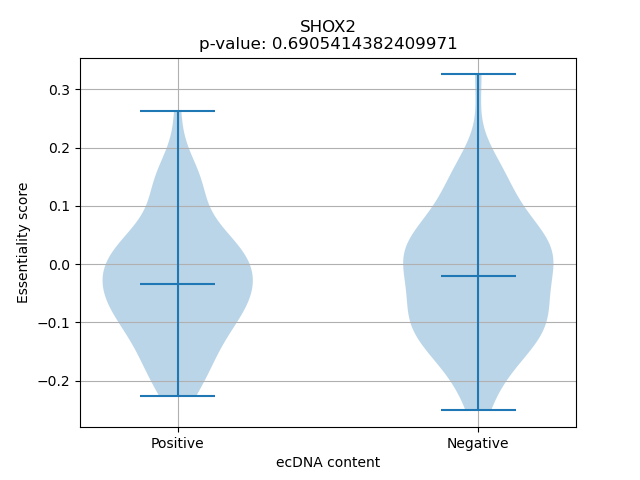 SHOX2
p-value: 0.6905414382409971
Essentiality score
0.3
0.2
0.1
0.0
−0.1
−0.2
Positive
Negative
ecDNA content